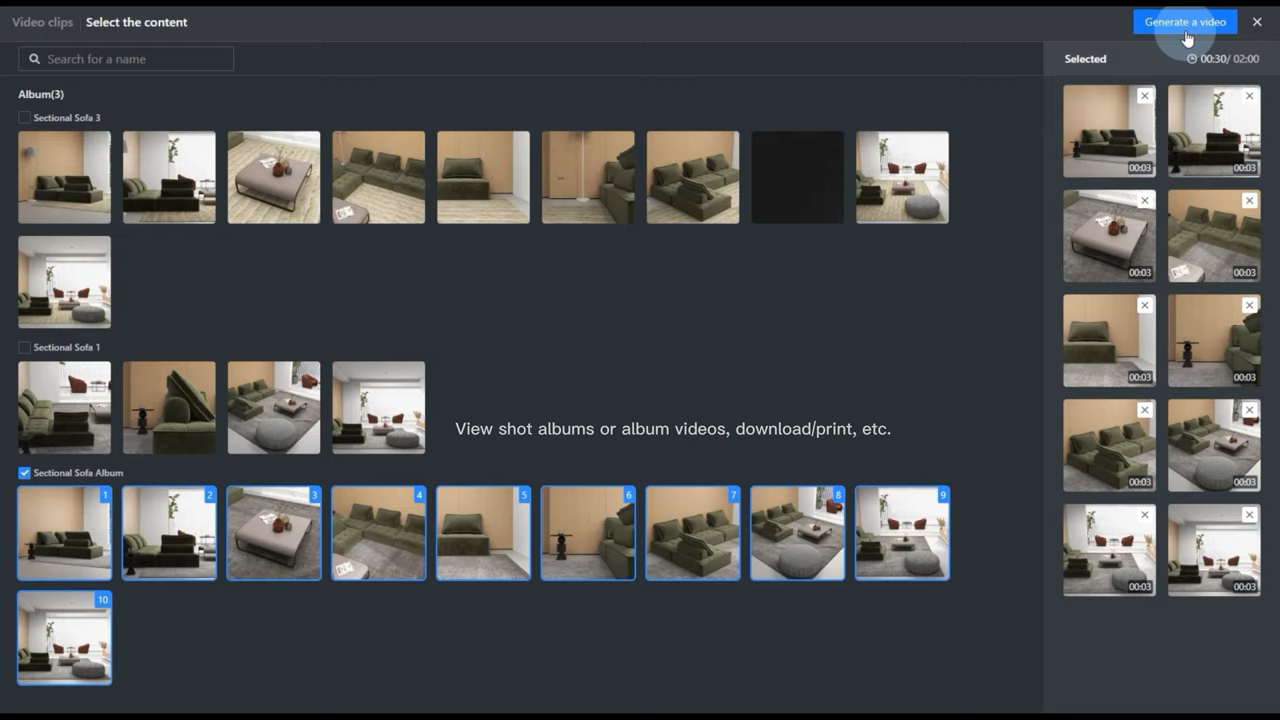 Video clips Select the content Generate a video
Search for a name
Selected 00:30/ 02:00
Album(3)
Sectional Sofa 3
Sectional Sofa 1
View shot albums or album videos, download/print, etc.
Sectional Sofa Album
1 2 3 4 5 6 7 8 9
10
00:03 00:03
00:03 00:03
00:03 00:03
00:03 00:03
00:03 00:03